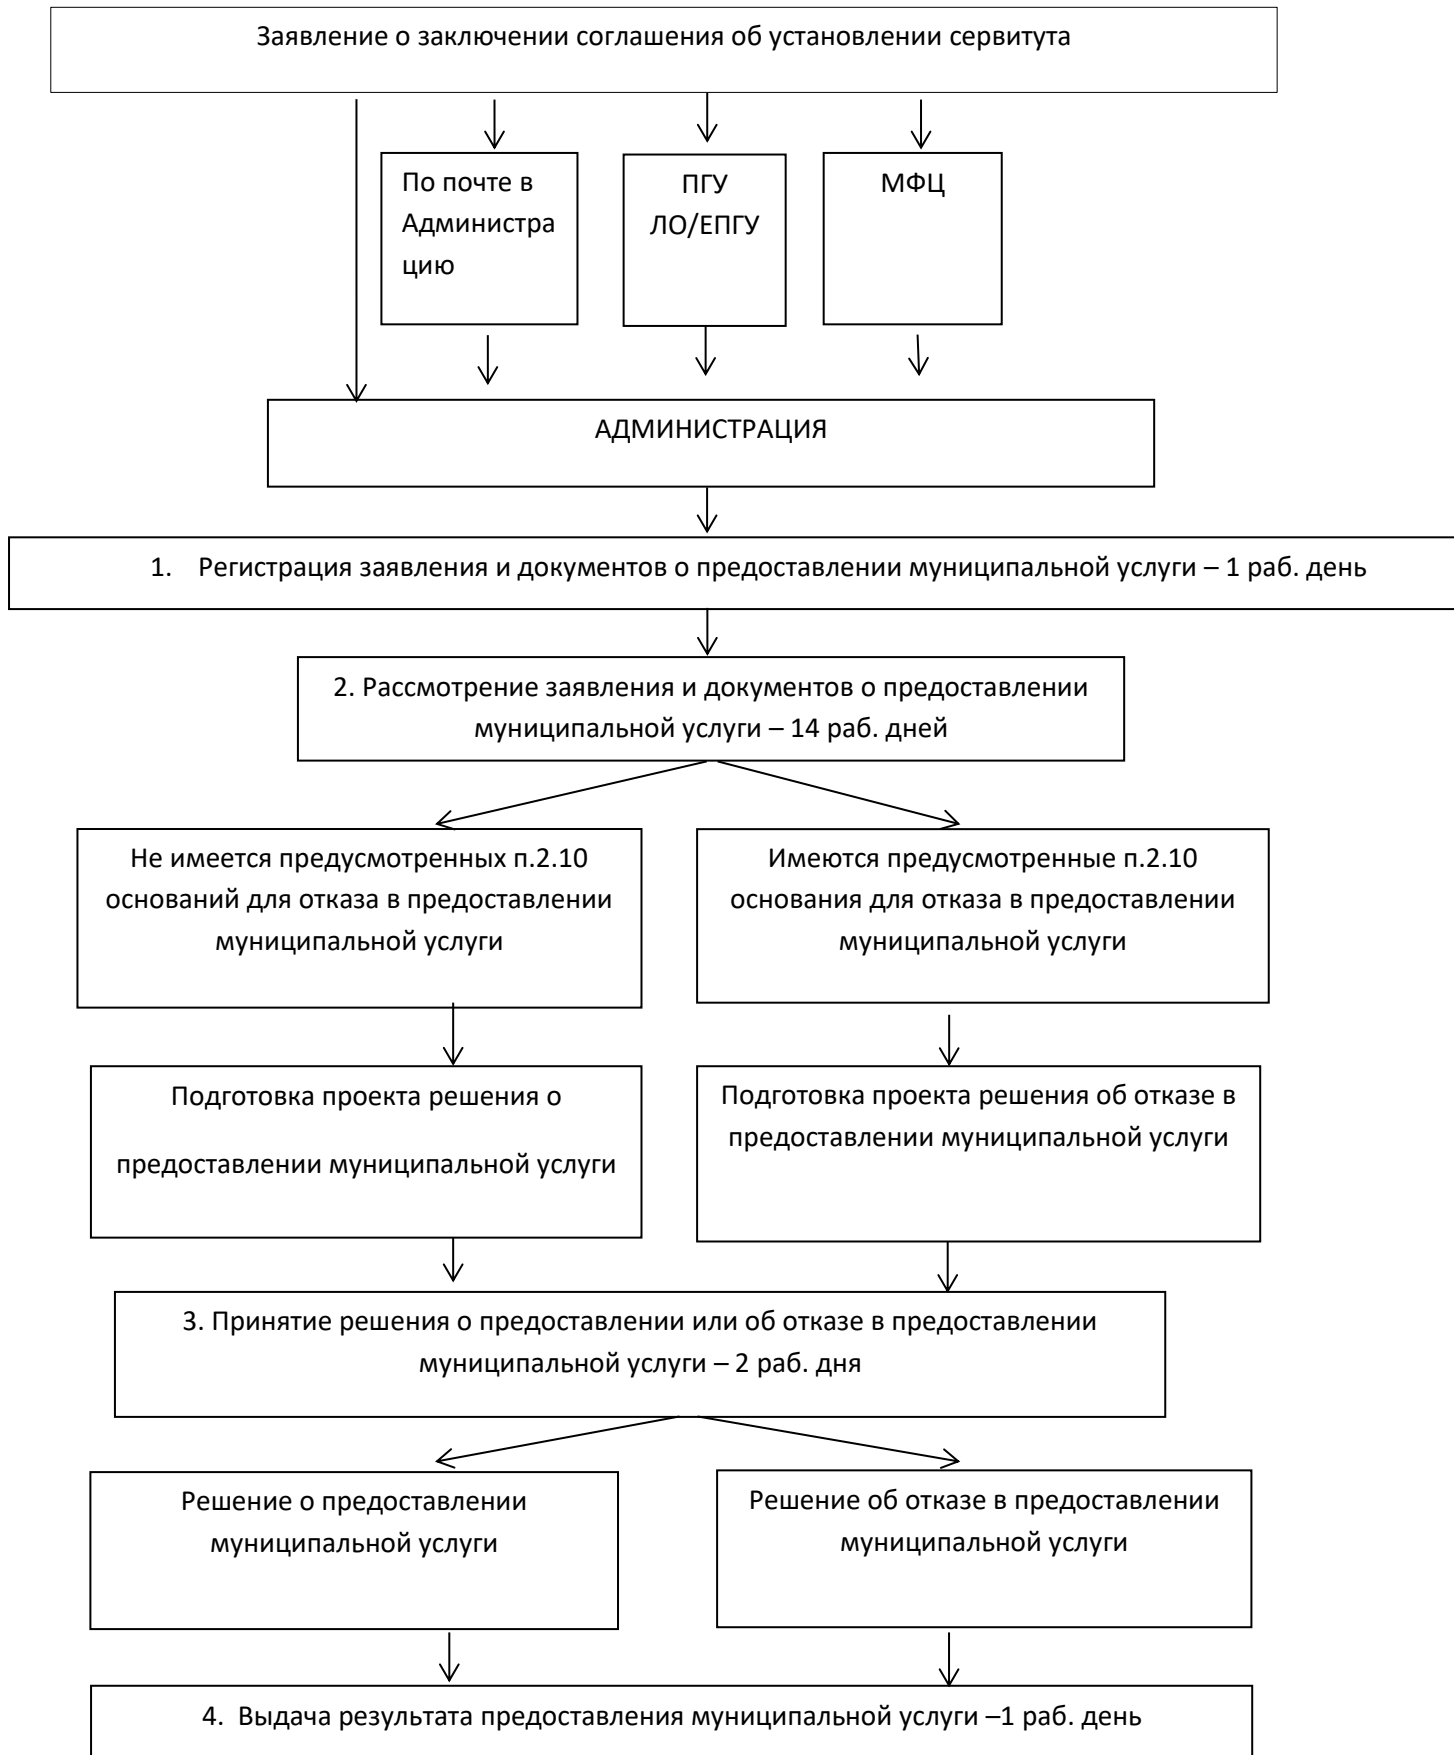 Заявление о заключении соглашения об установлении сервитута
По почте в
Администра
цию
ПГУ
ЛО/ЕПГУ
МФЦ
АДМИНИСТРАЦИЯ
1. Регистрация заявления и документов о предоставлении муниципальной услуги – 1 раб. день
2. Рассмотрение заявления и документов о предоставлении
муниципальной услуги – 14 раб. дней
Не имеется предусмотренных п.2.10
оснований для отказа в предоставлении
муниципальной услуги
Имеются предусмотренные п.2.10
основания для отказа в предоставлении
муниципальной услуги
Подготовка проекта решения о
предоставлении муниципальной услуги
Подготовка проекта решения об отказе в
предоставлении муниципальной услуги
3. Принятие решения о предоставлении или об отказе в предоставлении
муниципальной услуги – 2 раб. дня
Решение о предоставлении
муниципальной услуги
Решение об отказе в предоставлении
муниципальной услуги
4. Выдача результата предоставления муниципальной услуги –1 раб. день